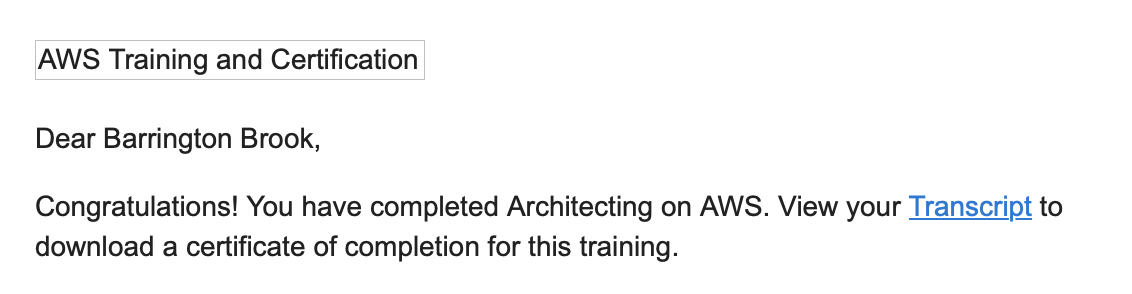 AWS Training and Certification
Dear Barrington Brook,
Congratulations! You have completed Architecting on AWS. View your Transcript to
download a certificate of completion for this training.